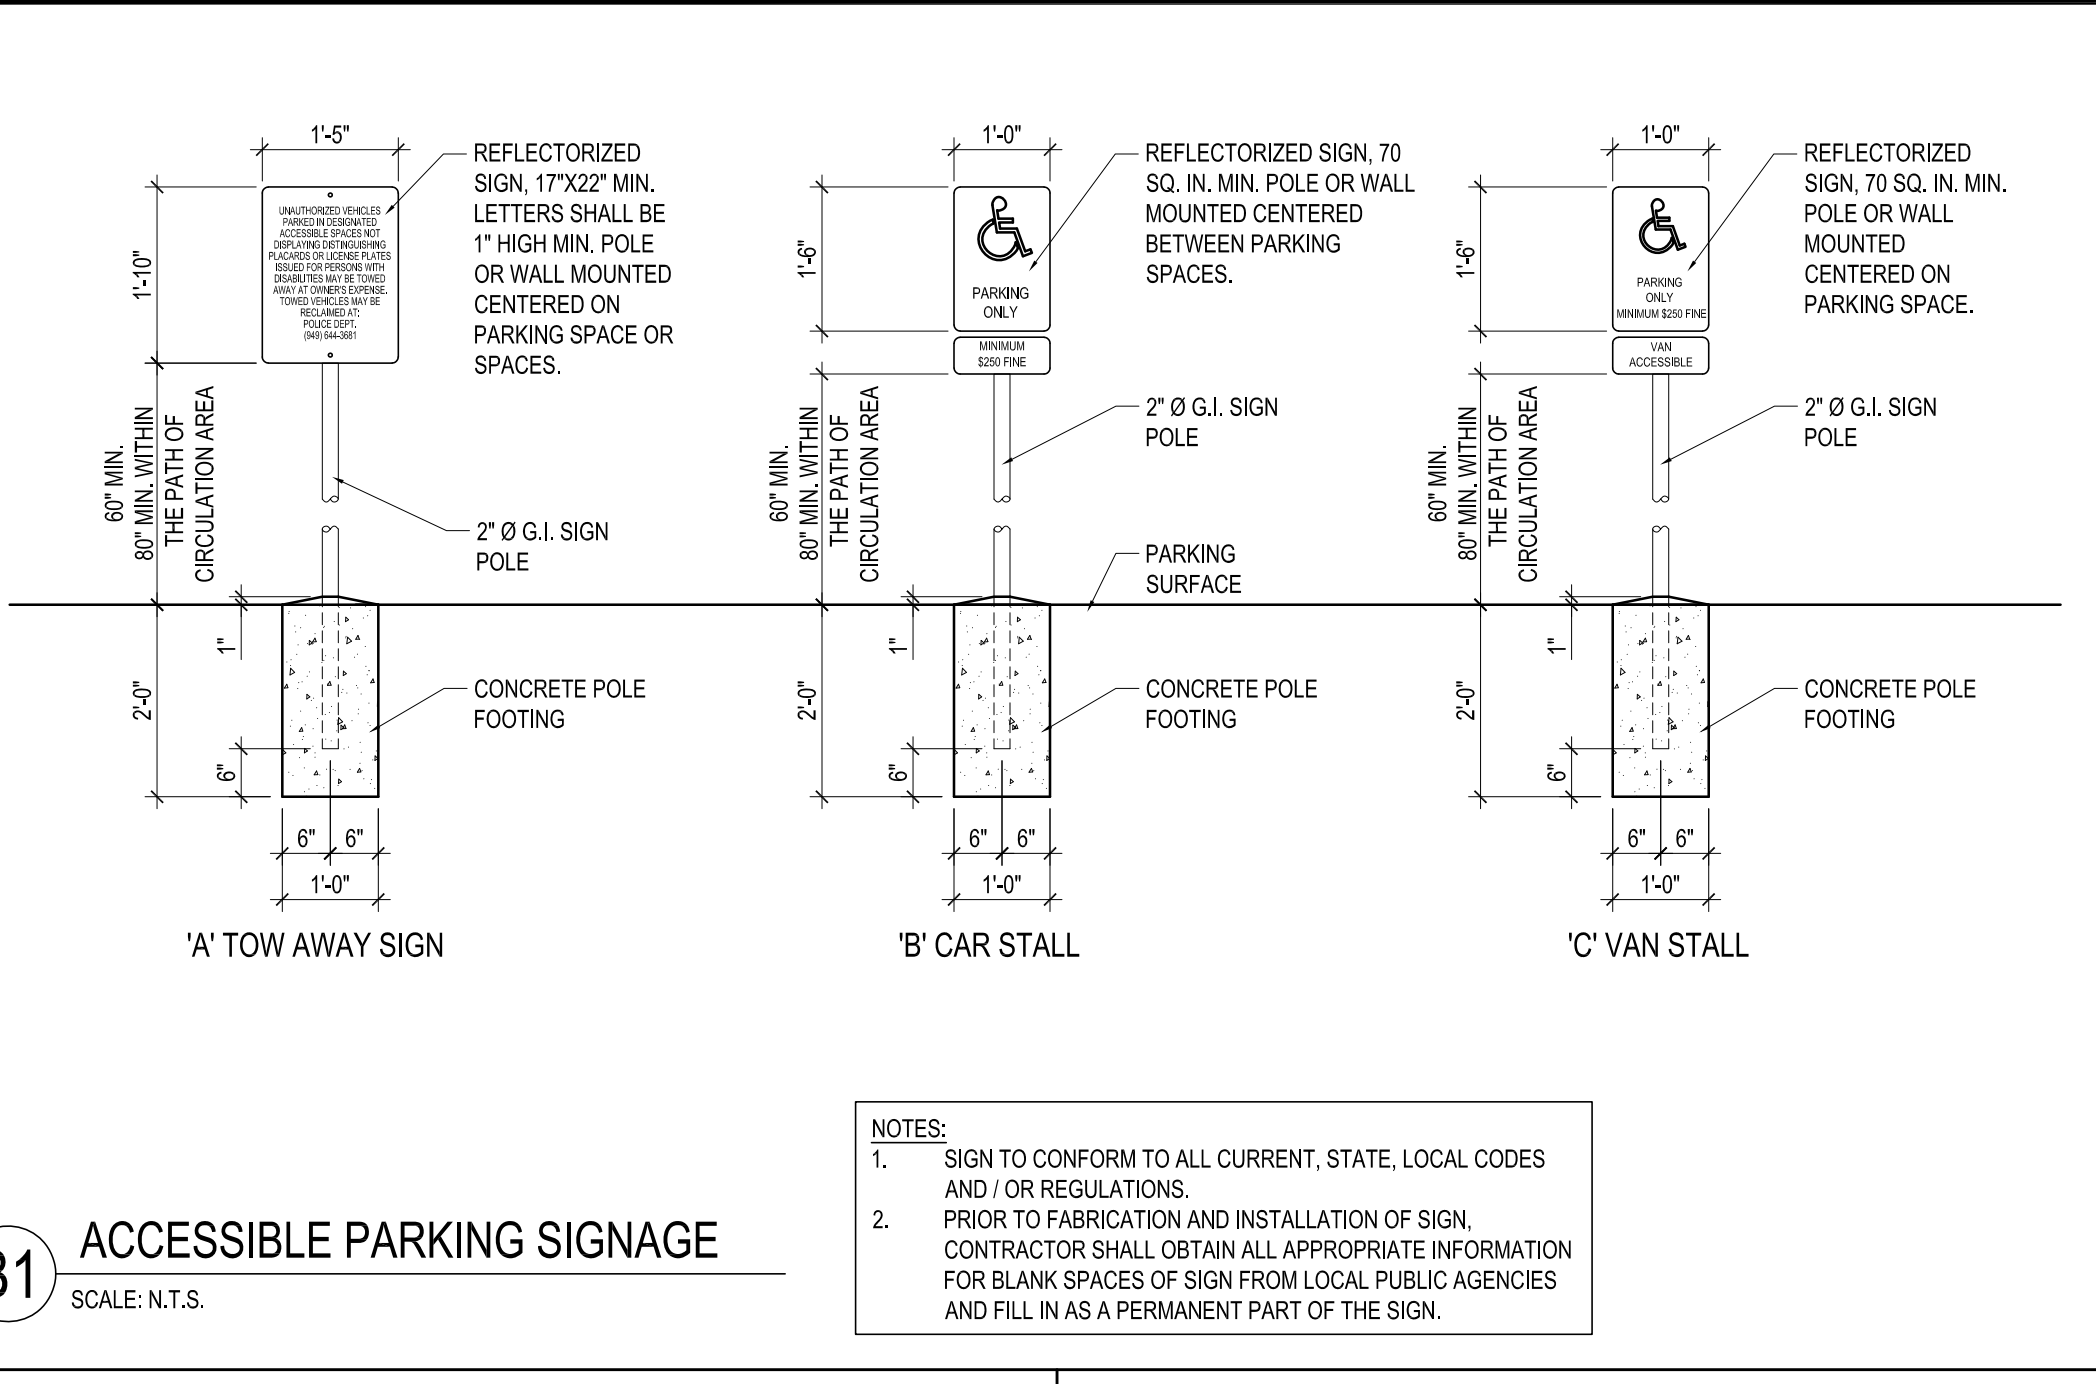 1'-5"
REFLECTORIZED
SIGN, 17"X22" MIN.
LETTERS SHALL BE
1" HIGH MIN. POLE
OR WALL MOUNTED
CENTERED ON
PARKING SPACE OR
SPACES.
UNAUTHORIZED VEHICLES
PARKED IN DESIGNATED
ACCESSIBLE SPACES NOT
DISPLAYING DISTINGUISHING
PLACARDS OR LICENSE PLATES
ISSUED FOR PERSONS WITH
DISABILITIES MAY BE TOWED
AWAY AT OWNER'S EXPENSE.
TOWED VEHICLES MAY BE
RECLAIMED AT:
POLICE DEPT.
(949) 644-3681
1'-10"
60" MIN.
80" MIN. WITHIN
THE PATH OF
CIRCULATION AREA
2" Ø G.I. SIGN
POLE
1"
2'-0"
CONCRETE POLE
FOOTING
6"
6" 6"
1'-0"
'A' TOW AWAY SIGN
1'-0"
REFLECTORIZED SIGN, 70
SQ. IN. MIN. POLE OR WALL
MOUNTED CENTERED
BETWEEN PARKING
SPACES.
1'-6"
PARKING
ONLY
MINIMUM
$250 FINE
60" MIN.
80" MIN. WITHIN
THE PATH OF
CIRCULATION AREA
2" Ø G.I. SIGN
POLE
PARKING
SURFACE
1"
2'-0"
CONCRETE POLE
FOOTING
6"
6" 6"
1'-0"
'B' CAR STALL
1'-0"
REFLECTORIZED
SIGN, 70 SQ. IN. MIN.
POLE OR WALL
MOUNTED
CENTERED ON
PARKING SPACE.
1'-6"
PARKING
ONLY
MINIMUM $250 FINE
VAN
ACCESSIBLE
60" MIN.
80" MIN. WITHIN
THE PATH OF
CIRCULATION AREA
2" Ø G.I. SIGN
POLE
1"
2'-0"
CONCRETE POLE
FOOTING
6"
6" 6"
1'-0"
'C' VAN STALL
NOTES:
1. SIGN TO CONFORM TO ALL CURRENT, STATE, LOCAL CODES
AND / OR REGULATIONS.
2. PRIOR TO FABRICATION AND INSTALLATION OF SIGN,
CONTRACTOR SHALL OBTAIN ALL APPROPRIATE INFORMATION
FOR BLANK SPACES OF SIGN FROM LOCAL PUBLIC AGENCIES
AND FILL IN AS A PERMANENT PART OF THE SIGN.
ACCESSIBLE PARKING SIGNAGE
SCALE: N.T.S.